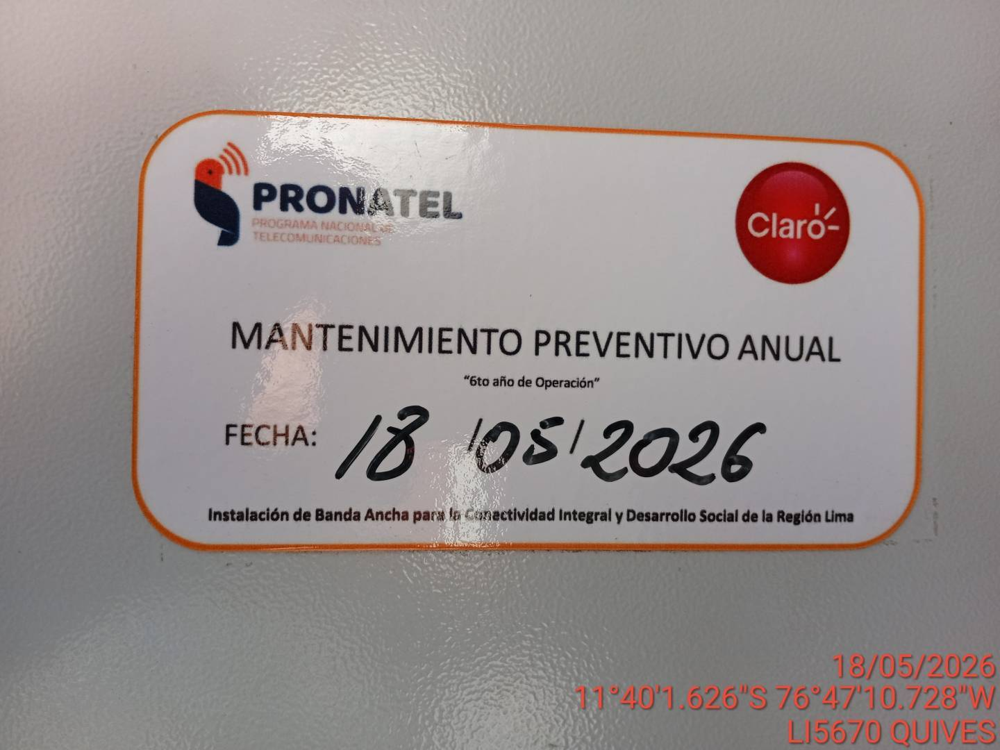 PRONATEL
PROGRAMA NACIONAL DE
TELECOMUNICACIONES
Claro
MANTENIMIENTO PREVENTIVO ANUAL
“6to año de Operación”
FECHA: 18/05/2026
Instalación de Banda Ancha para la Conectividad Integral y Desarrollo Social de la Región Lima
18/05/2026
11°40'1.626"S 76°47'10.728"W
LI5670 QUIVES